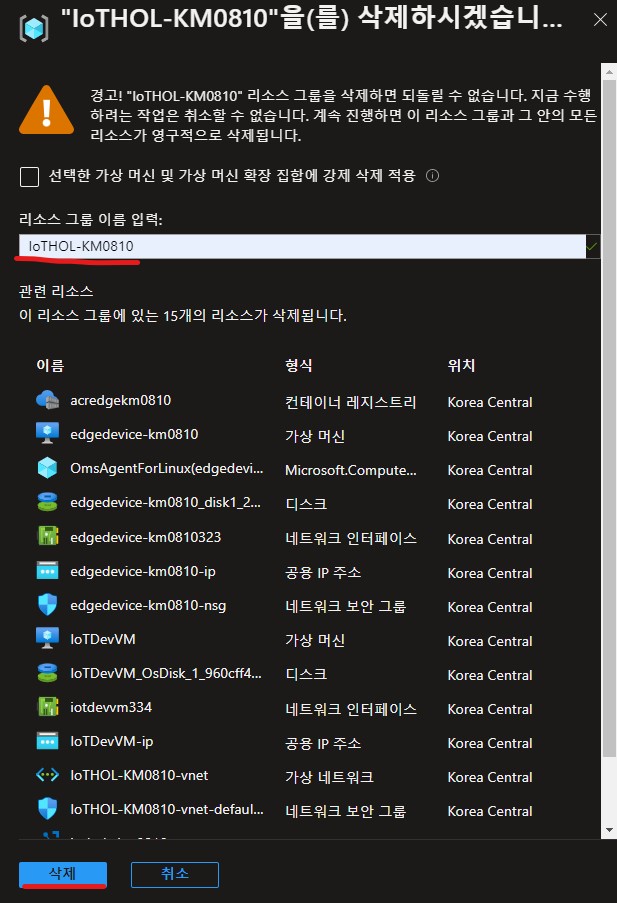 "IoTHOL-KM0810"을(를) 삭제하시겠습니...
경고! "IoTHOL-KM0810" 리소스 그룹을 삭제하면 되돌릴 수 없습니다. 지금 수행
하려는 작업은 취소할 수 없습니다. 계속 진행하면 이 리소스 그룹과 그 안의 모든
리소스가 영구적으로 삭제됩니다.
선택한 가상 머신 및 가상 머신 확장 집합에 강제 삭제 적용
리소스 그룹 이름 입력:
IoTHOL-KM0810
관련 리소스
이 리소스 그룹에 있는 15개의 리소스가 삭제됩니다.
이름 형식 위치
acredgekm0810 컨테이너 레지스트리 Korea Central
edgedevice-km0810 가상 머신 Korea Central
OmsAgentForLinux(edgedevi... Microsoft.Compute... Korea Central
edgedevice-km0810_disk1_2... 디스크 Korea Central
edgedevice-km0810323 네트워크 인터페이스 Korea Central
edgedevice-km0810-ip 공용 IP 주소 Korea Central
edgedevice-km0810-nsg 네트워크 보안 그룹 Korea Central
IoTDevVM 가상 머신 Korea Central
IoTDevVM_OsDisk_1_960cff4... 디스크 Korea Central
iotdevvm334 네트워크 인터페이스 Korea Central
IoTDevVM-ip 공용 IP 주소 Korea Central
IoTHOL-KM0810-vnet 가상 네트워크 Korea Central
IoTHOL-KM0810-vnet-defaul... 네트워크 보안 그룹 Korea Central
삭제 취소